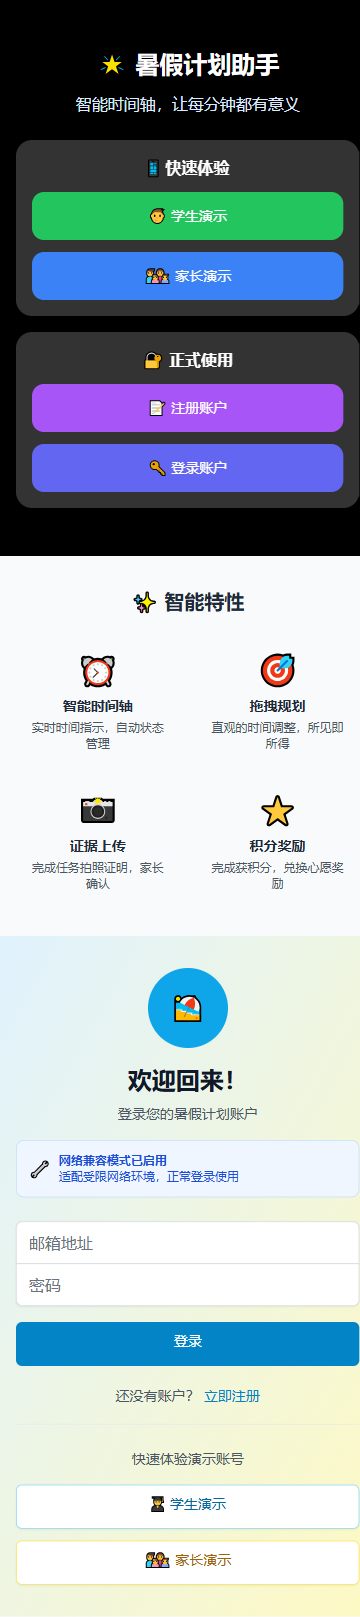 暑假计划助手
智能时间轴，让每分钟都有意义
快速体验
学生演示
家长演示
正式使用
注册账户
登录账户
智能特性
智能时间轴
实时时间指示，自动状态
管理
拖拽规划
直观的时间调整，所见即
所得
证据上传
完成任务拍照证明，家长
确认
积分奖励
完成获积分，兑换心愿奖
励
欢迎回来！
登录您的暑假计划账户
网络兼容模式已启用
适配受限网络环境，正常登录使用
邮箱地址
密码
登录
还没有账户？ 立即注册
快速体验演示账号
学生演示
家长演示